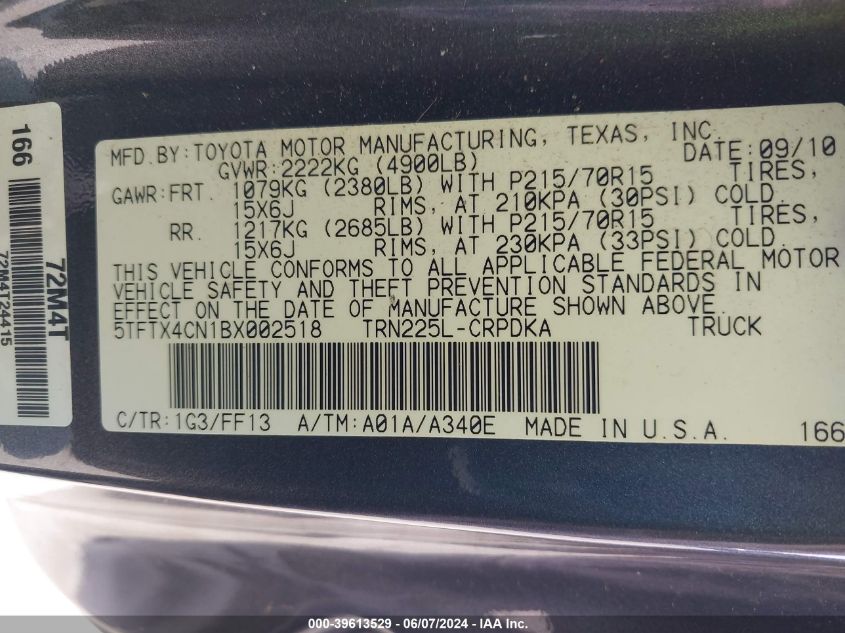 MFD.BY:TOYOTA MOTOR MANUFACTURING, TEXAS, INC. DATE:09/10
GVWR:2222KG (4900LB)
GAWR:FRT. 1079KG (2380LB) WITH P215/70R15 TIRES,
15X6J RIMS, AT 210KPA (30PSI) COLD.
RR. 1217KG (2685LB) WITH P215/70R15 TIRES,
15X6J RIMS, AT 230KPA (33PSI) COLD.
THIS VEHICLE CONFORMS TO ALL APPLICABLE FEDERAL MOTOR
VEHICLE SAFETY AND THEFT PREVENTION STANDARDS IN
EFFECT ON THE DATE OF MANUFACTURE SHOWN ABOVE.
5TFTX4CN1BX002518 TRN225L-CRPDKA TRUCK
C/TR:1G3/FF13 A/TM:A01A/A340E MADE IN U.S.A. 166
166
72M4T
72M4T24415
000-39613529 - 06/07/2024 - IAA Inc.